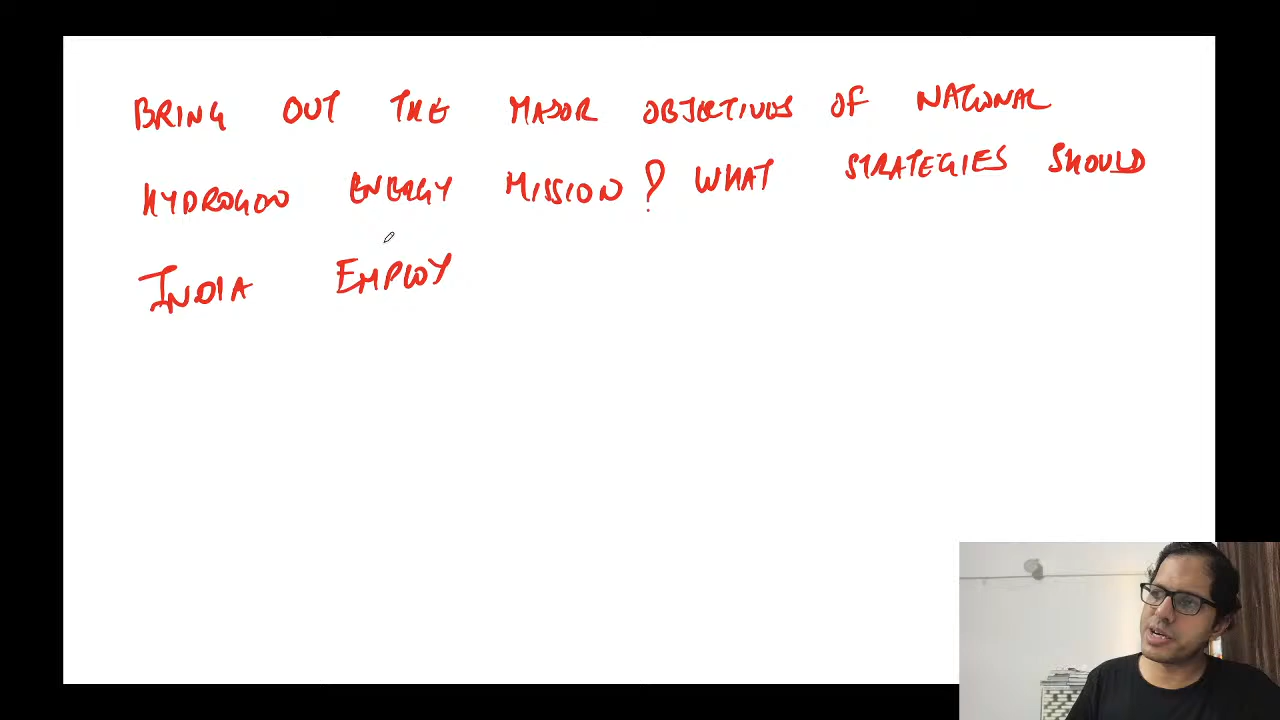 BRING OUT THE MAJOR OBJECTIVES OF NATIONAL
HYDROGEN ENERGY MISSION? WHAT STRATEGIES SHOULD
INDIA EMPLOY